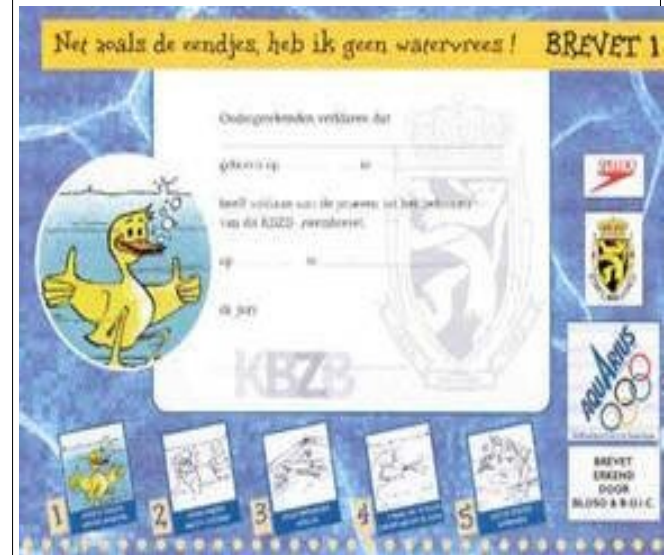 Net zoals de eendjes, heb ik geen watervrees ! BREVET 1
Ondergetekenden verklaren dat
geboren op te
heeft voldaan aan de proeven tot het bekomen
van dit KBZB-zwembrevet.
op te
de jury
KBZB
SPEEDO
AQUARIUS
BREVET
ERKEND
DOOR
BLOSO & B.O.I.C.
1
2
3
4
5